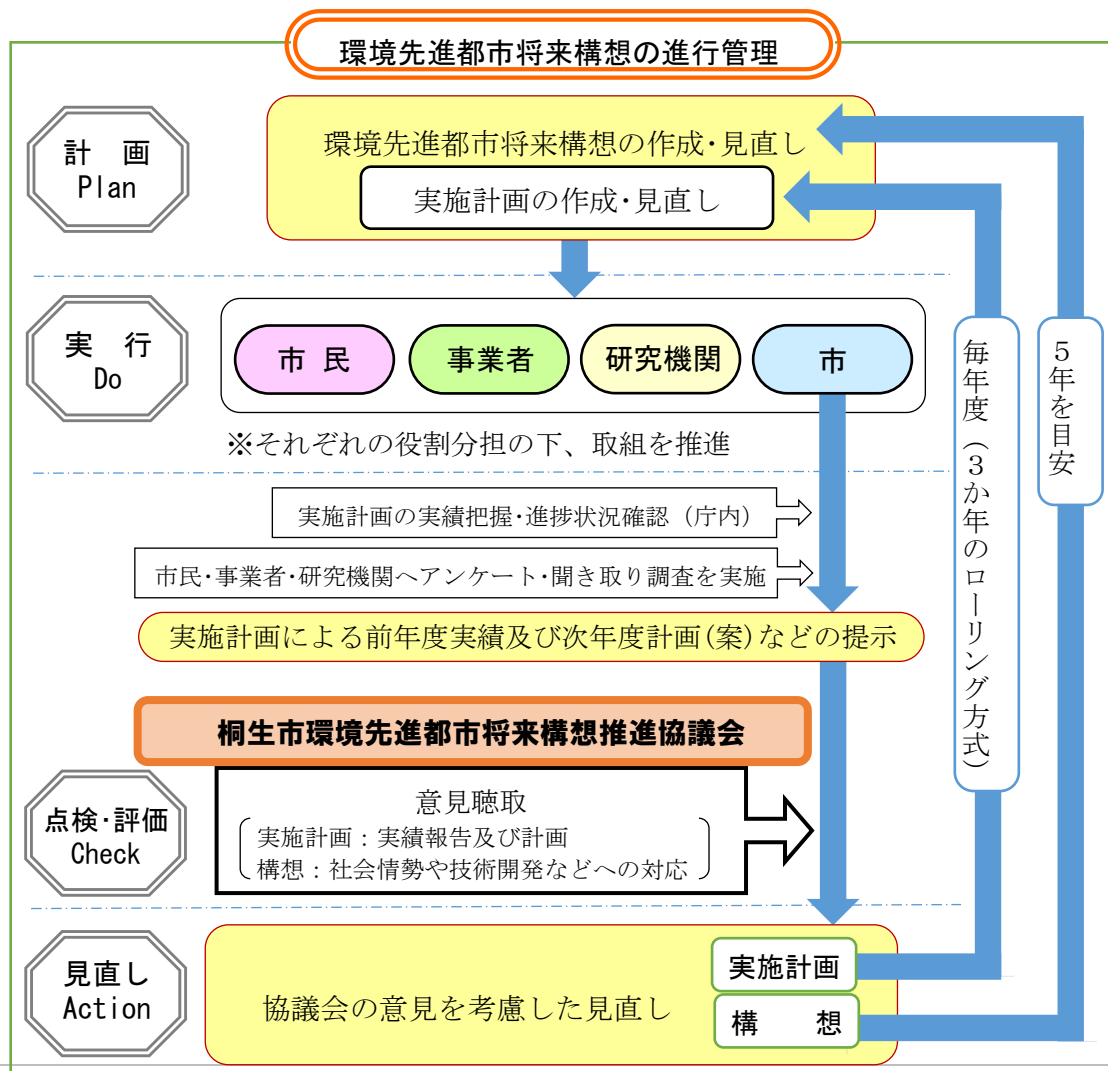 環境先進都市将来構想の進行管理
計　画
Plan
環境先進都市将来構想の作成・見直し
実施計画の作成・見直し
実　行
Do
市 民
事業者
研究機関
市
※それぞれの役割分担の下、取組を推進
毎年度（３か年のローリング方式）
５年を目安
実施計画の実績把握・進捗状況確認（庁内）
市民・事業者・研究機関へアンケート・聞き取り調査を実施
実施計画による前年度実績及び次年度計画(案)などの提示
桐生市環境先進都市将来構想推進協議会
点検・評価
Check
意見聴取
実施計画：実績報告及び計画
構想：社会情勢や技術開発などへの対応
見直し
Action
協議会の意見を考慮した見直し
実施計画
構　　想